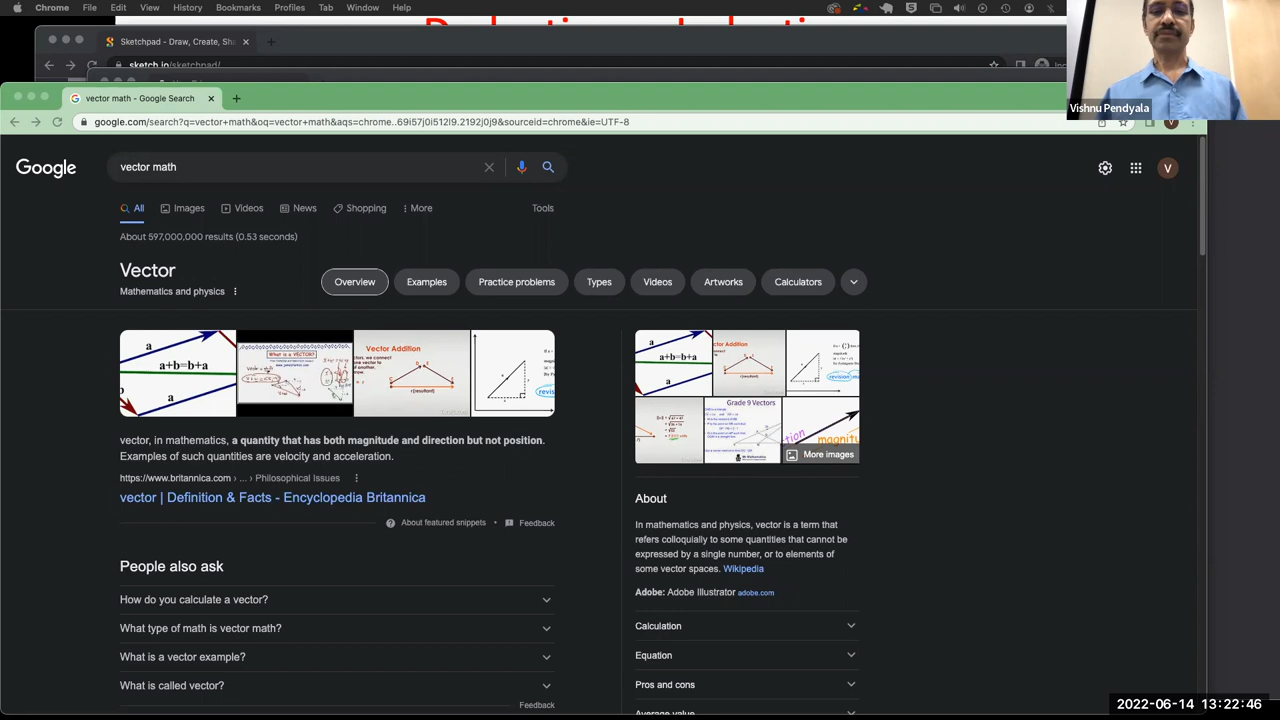 Chrome File Edit View History Bookmarks Profiles Tab Window Help
Sketchpad - Draw, Create, Sha
sketch.io/sketchpad/
Vishnu Pendyala
vector math - Google Search
google.com/search?q=vector+math&oq=vector+math&aqs=chrome..69i57j0i512l9.2192j0j9&sourceid=chrome&ie=UTF-8
Google
vector math
V
All Images Videos News Shopping More Tools
About 597,000,000 results (0.53 seconds)
Vector
Mathematics and physics
Overview Examples Practice problems Types Videos Artworks Calculators
a
a+b=b+a
b
a
What is a VECTOR?
Vector Addition
a
a+b=b+a
a
Grade 9 Vectors
More images
vector, in mathematics, a quantity that has both magnitude and direction but not position.
Examples of such quantities are velocity and acceleration.
https://www.britannica.com › ... › Philosophical Issues
vector | Definition & Facts - Encyclopedia Britannica
About featured snippets • Feedback
People also ask
How do you calculate a vector?
What type of math is vector math?
What is a vector example?
What is called vector?
Feedback
About
In mathematics and physics, vector is a term that
refers colloquially to some quantities that cannot be
expressed by a single number, or to elements of
some vector spaces. Wikipedia
Adobe: Adobe Illustrator adobe.com
Calculation
Equation
Pros and cons
Average value
2022-06-14 13:22:46